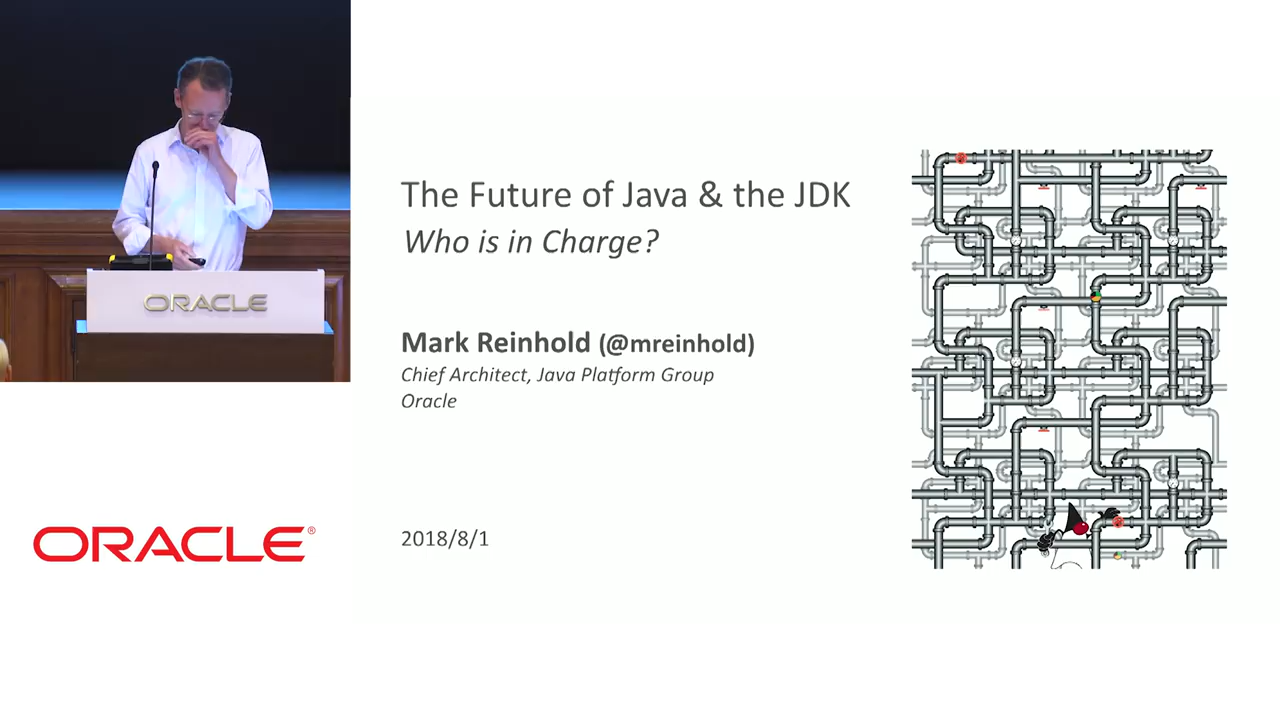 ORACLE
The Future of Java & the JDK
Who is in Charge?
Mark Reinhold (@mreinhold)
Chief Architect, Java Platform Group
Oracle
2018/8/1
ORACLE®